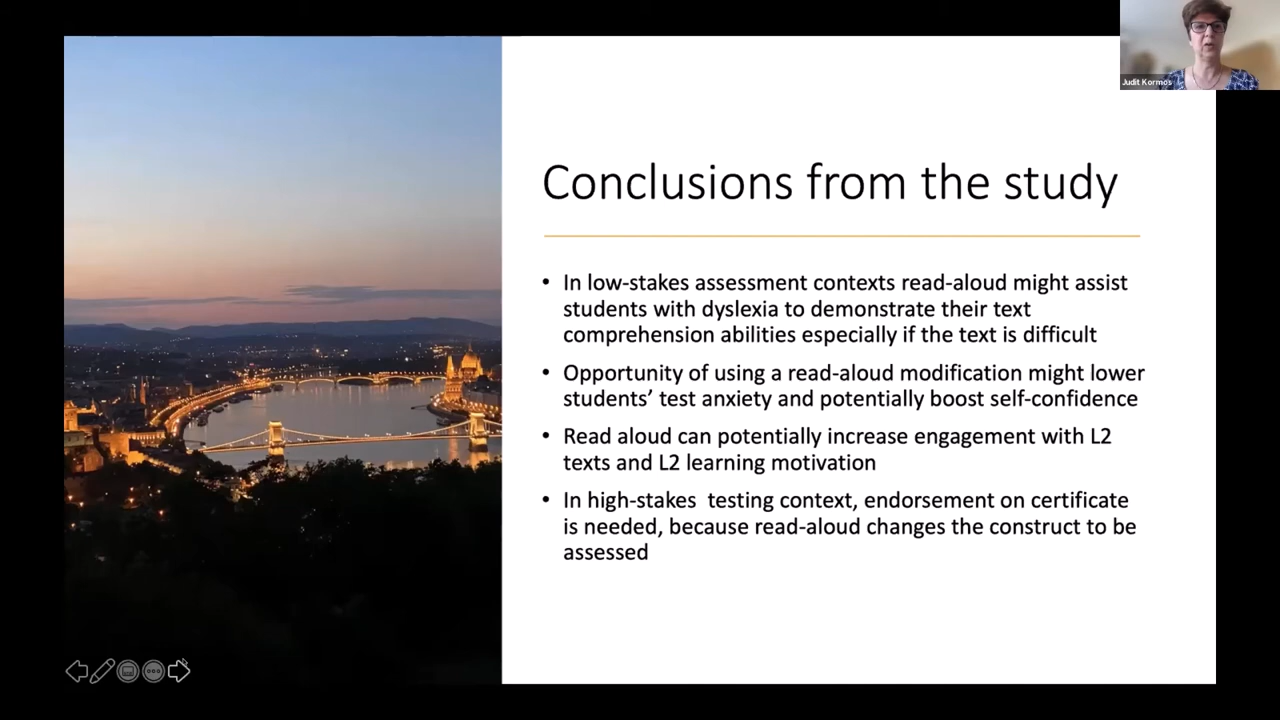 Judit Kormos
Conclusions from the study
• In low-stakes assessment contexts read-aloud might assist
students with dyslexia to demonstrate their text
comprehension abilities especially if the text is difficult
• Opportunity of using a read-aloud modification might lower
students’ test anxiety and potentially boost self-confidence
• Read aloud can potentially increase engagement with L2
texts and L2 learning motivation
• In high-stakes  testing context, endorsement on certificate
is needed, because read-aloud changes the construct to be
assessed